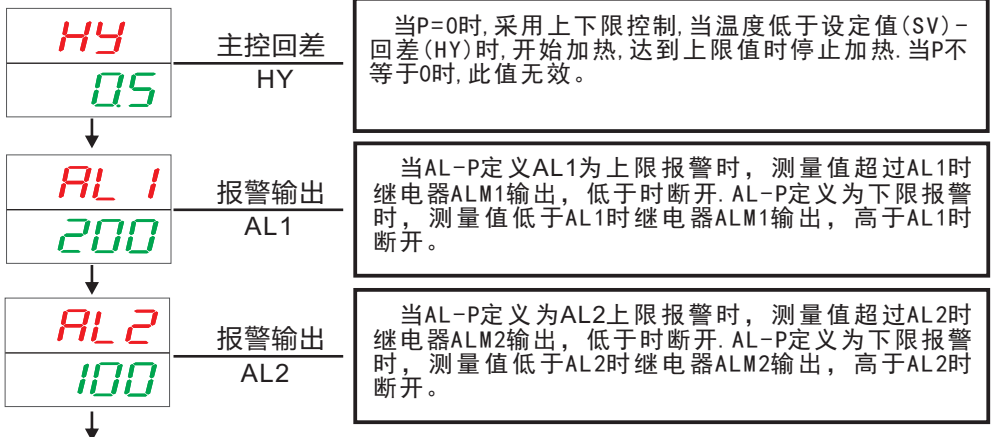 HY
0.5
主控回差
HY
当P=0时,采用上下限控制,当温度低于设定值(SV)-
回差(HY)时,开始加热,达到上限值时停止加热.当P不
等于0时,此值无效。
AL1
200
报警输出
AL1
当AL-P定义AL1为上限报警时，测量值超过AL1时
继电器ALM1输出，低于时断开.AL-P定义为下限报警
时，测量值低于AL1时继电器ALM1输出，高于AL1时
断开。
AL2
100
报警输出
AL2
当AL-P定义为AL2上限报警时，测量值超过AL2时
继电器ALM2输出，低于时断开.AL-P定义为下限报警
时，测量值低于AL2时继电器ALM2输出，高于AL2时
断开。